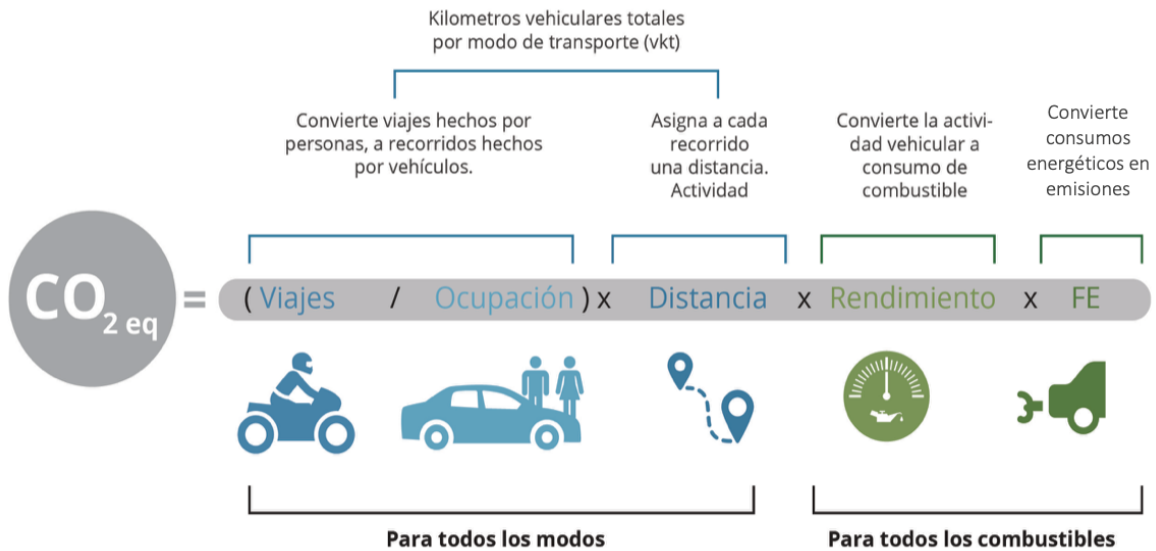 Kilometros vehiculares totales
por modo de transporte (vkt)
Convierte viajes hechos por
personas, a recorridos hechos
por vehículos.
Asigna a cada
recorrido
una distancia.
Actividad
Convierte la activi-
dad vehicular a
consumo de
combustible
Convierte
consumos
energéticos en
emisiones
CO2 eq = ( Viajes / Ocupación ) x Distancia x Rendimiento x FE
Para todos los modos
Para todos los combustibles